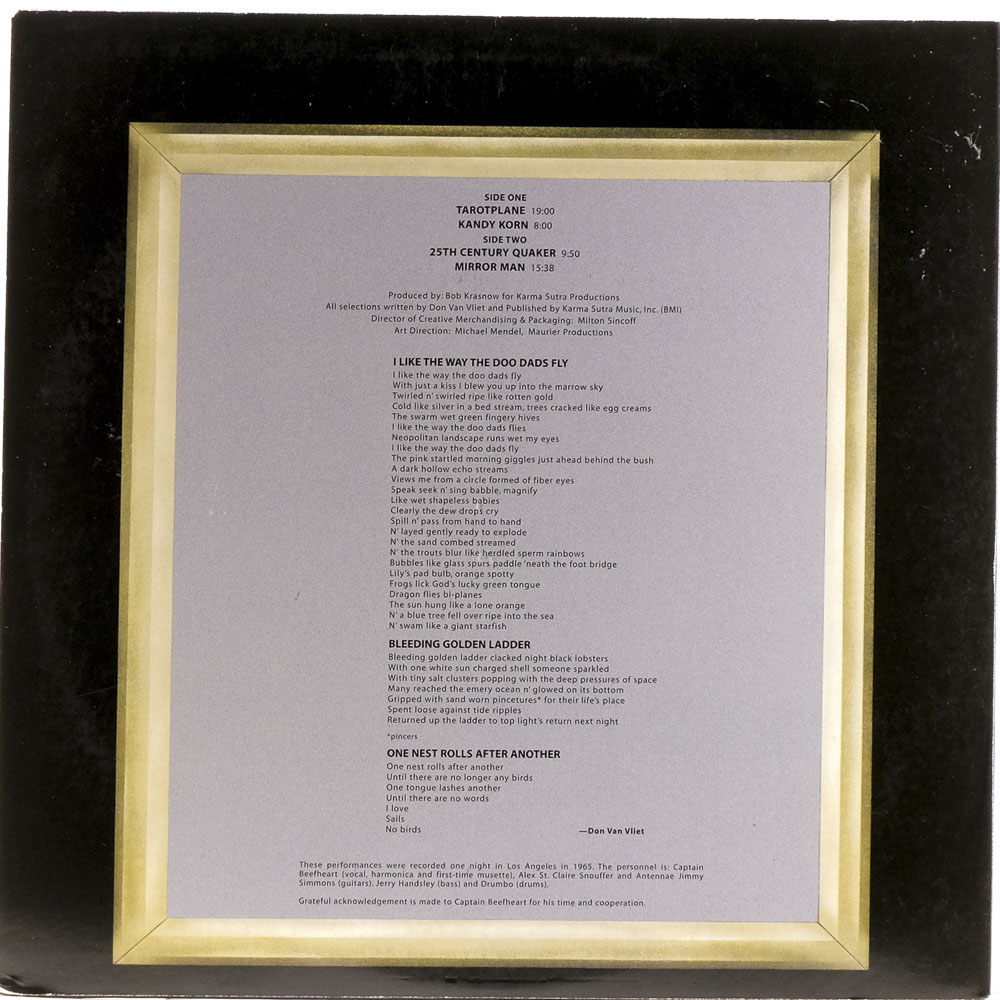 SIDE ONE
TAROTPLANE 19:00
KANDY KORN 8:00
SIDE TWO
25TH CENTURY QUAKER 9:50
MIRROR MAN 15:38
Produced by: Bob Krasnow for Karma Sutra Productions
All selections written by Don Van Vliet and Published by Karma Sutra Music, Inc. (BMI)
Director of Creative Merchandising & Packaging: Milton Sincoff
Art Direction: Michael Mendel, Maurier Productions
I LIKE THE WAY THE DOO DADS FLY
I like the way the doo dads fly
With just a kiss I blew you up into the marrow sky
Twirled n' swirled ripe like rotten gold
Cold like silver in a bed stream, trees cracked like egg creams
The swarm wet green fingery hives
I like the way the doo dads flies
Neopolitan landscape runs wet my eyes
I like the way the doo dads fly
The pink startled morning giggles just ahead behind the bush
A dark hollow echo streams
Views me from a circle formed of fiber eyes
Speak seek n' sing babble, magnify
Like wet shapeless babies
Clearly the dew drops cry
Spill n' pass from hand to hand
N' layed gently ready to explode
N' the sand combed streamed
N' the trouts blur like herdled sperm rainbows
Bubbles like glass spurs paddle 'neath the foot bridge
Lily's pad bulb, orange spotty
Frogs lick God's lucky green tongue
Dragon flies bi-planes
The sun hung like a lone orange
N' a blue tree fell over ripe into the sea
N' swam like a giant starfish
BLEEDING GOLDEN LADDER
Bleeding golden ladder clacked night black lobsters
With one white sun charged shell someone sparkled
With tiny salt clusters popping with the deep pressures of space
Many reached the emery ocean n' glowed on its bottom
Gripped with sand worn pincetures* for their life's place
Spent loose against tide ripples
Returned up the ladder to top light's return next night
*pincers
ONE NEST ROLLS AFTER ANOTHER
One nest rolls after another
Until there are no longer any birds
One tongue lashes another
Until there are no words
I love
Sails
No birds —Don Van Vliet
These performances were recorded one night in Los Angeles in 1965. The personnel is: Captain
Beefheart (vocal, harmonica and first-time musette), Alex St. Claire Snouffer and Antennae Jimmy
Simmons (guitars), Jerry Handsley (bass) and Drumbo (drums).
Grateful acknowledgement is made to Captain Beefheart for his time and cooperation.